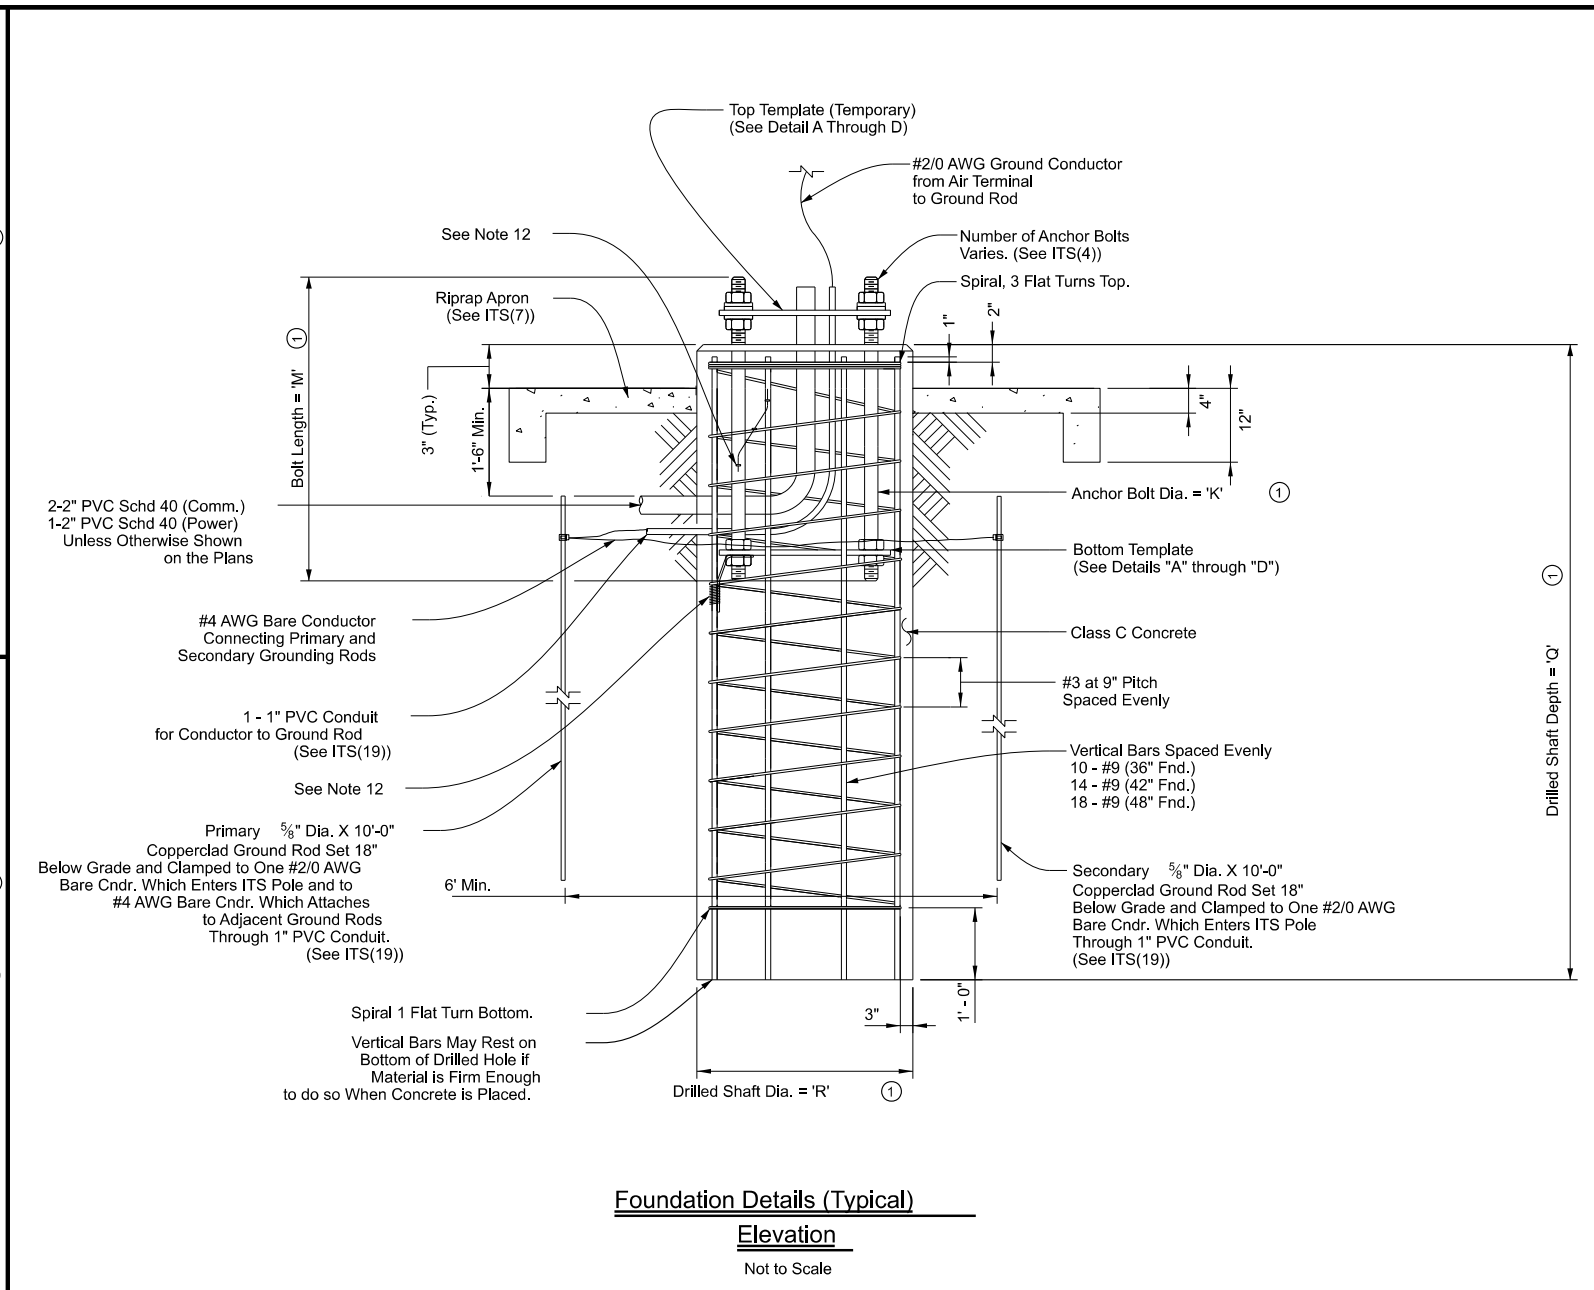 Top Template (Temporary)
(See Detail A Through D)
#2/0 AWG Ground Conductor
from Air Terminal
to Ground Rod
See Note 12
Number of Anchor Bolts
Varies. (See ITS(4))
Spiral, 3 Flat Turns Top.
Riprap Apron
(See ITS(7))
1"
2"
Bolt Length = 'M' 1
3" (Typ.)
1'-6" Min.
4"
12"
2-2" PVC Schd 40 (Comm.)
1-2" PVC Schd 40 (Power)
Unless Otherwise Shown
on the Plans
Anchor Bolt Dia. = 'K' 1
Bottom Template
(See Details "A" through "D")
#4 AWG Bare Conductor
Connecting Primary and
Secondary Grounding Rods
Class C Concrete
#3 at 9" Pitch
Spaced Evenly
Drilled Shaft Depth = 'Q' 1
1 - 1" PVC Conduit
for Conductor to Ground Rod
(See ITS(19))
See Note 12
Vertical Bars Spaced Evenly
10 - #9 (36" Fnd.)
14 - #9 (42" Fnd.)
18 - #9 (48" Fnd.)
Primary 5/8" Dia. X 10'-0"
Copperclad Ground Rod Set 18"
Below Grade and Clamped to One #2/0 AWG
Bare Cndr. Which Enters ITS Pole and to
#4 AWG Bare Cndr. Which Attaches
to Adjacent Ground Rods
Through 1" PVC Conduit.
(See ITS(19))
6' Min.
Secondary 5/8" Dia. X 10'-0"
Copperclad Ground Rod Set 18"
Below Grade and Clamped to One #2/0 AWG
Bare Cndr. Which Enters ITS Pole
Through 1" PVC Conduit.
(See ITS(19))
Spiral 1 Flat Turn Bottom.
3"
1' - 0"
Vertical Bars May Rest on
Bottom of Drilled Hole if
Material is Firm Enough
to do so When Concrete is Placed.
Drilled Shaft Dia. = 'R' 1
Foundation Details (Typical)
Elevation
Not to Scale